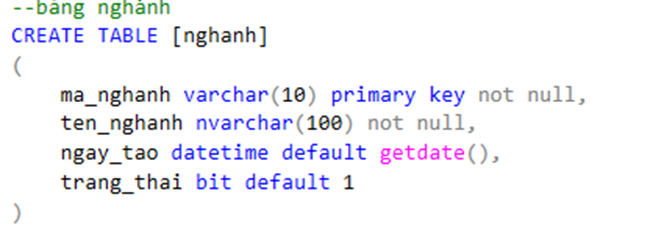 --bảng nghành
CREATE TABLE [nghanh]
(
ma_nghanh varchar(10) primary key not null,
ten_nghanh nvarchar(100) not null,
ngay_tao datetime default getdate(),
trang_thai bit default 1
)